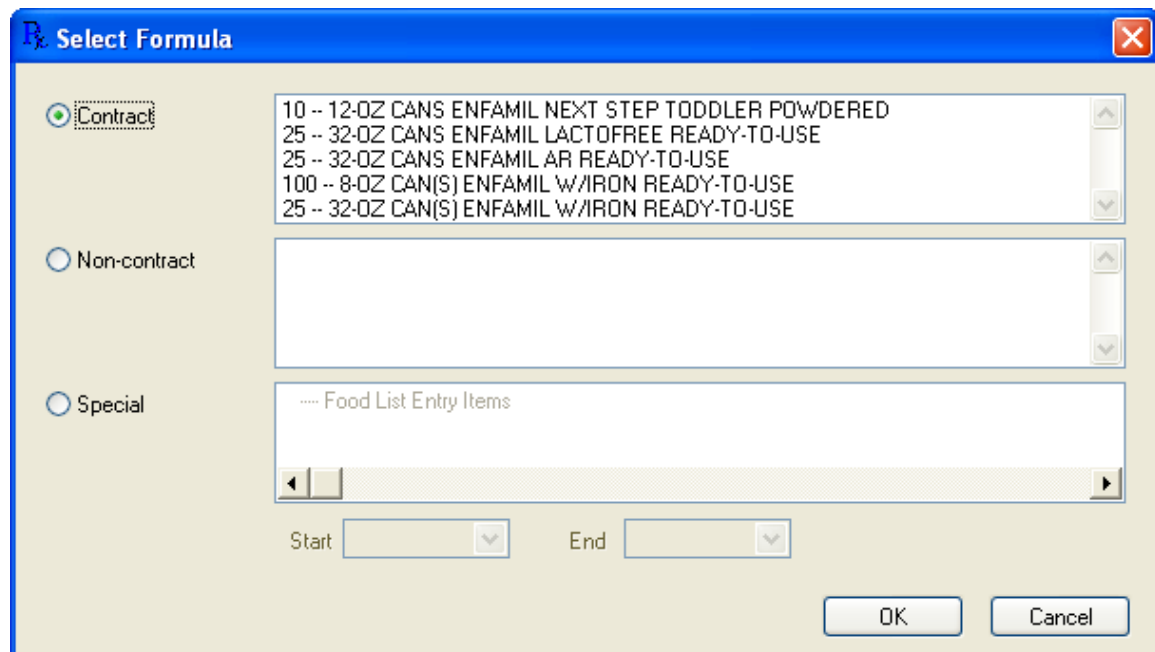 Rx Select Formula
Contract
10 -- 12-OZ CANS ENFAMIL NEXT STEP TODDLER POWDERED
25 -- 32-OZ CANS ENFAMIL LACTOFREE READY-TO-USE
25 -- 32-OZ CANS ENFAMIL AR READY-TO-USE
100 -- 8-OZ CAN(S) ENFAMIL W/IRON READY-TO-USE
25 -- 32-OZ CAN(S) ENFAMIL W/IRON READY-TO-USE
Non-contract
Special
Food List Entry Items
Start End
OK Cancel